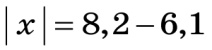 |x| = 8,2 – 6,1